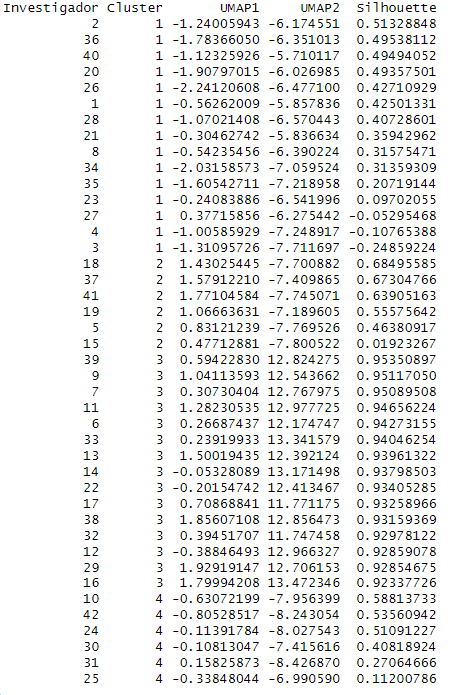 Investigador Cluster UMAP1 UMAP2 Silhouette
2 1 -1.24005943 -6.174551 0.51328848
36 1 -1.78366050 -6.351013 0.49538112
40 1 -1.12325926 -5.710117 0.49494052
20 1 -1.90797015 -6.026985 0.49357501
26 1 -2.24120608 -6.477100 0.42710929
1 1 -0.56262009 -5.857836 0.42501331
28 1 -1.07021408 -6.570443 0.40728601
21 1 -0.30462742 -5.836634 0.35942962
8 1 -0.54235456 -6.390224 0.31575471
34 1 -2.03158573 -7.059524 0.31359309
35 1 -1.60542711 -7.218958 0.20719144
23 1 -0.24083886 -6.541996 0.09702055
27 1 0.37715856 -6.275442 -0.05295468
4 1 -1.00585929 -7.248917 -0.10765388
3 1 -1.31095726 -7.711697 -0.24859224
18 2 1.43025445 -7.700882 0.68495585
37 2 1.57912210 -7.409865 0.67304766
41 2 1.77104584 -7.745071 0.63905163
19 2 1.06663631 -7.189605 0.55575642
5 2 0.83121239 -7.769526 0.46380917
15 2 0.47712881 -7.800522 0.01923267
39 3 0.59422830 12.824275 0.95350897
9 3 1.04113593 12.543662 0.95117050
7 3 0.30730404 12.767975 0.95089508
11 3 1.28230535 12.977725 0.94656224
6 3 0.26687437 12.174747 0.94273155
33 3 0.23919933 13.341579 0.94046254
13 3 1.50019435 12.392124 0.93961322
14 3 -0.05328089 13.171498 0.93798503
22 3 -0.20154742 12.413467 0.93405285
17 3 0.70868841 11.771175 0.93258966
38 3 1.85607108 12.856473 0.93159369
32 3 0.39451707 11.747458 0.92978122
12 3 -0.38846493 12.966327 0.92859078
29 3 1.92919147 12.706153 0.92854675
16 3 1.79994208 13.472346 0.92337726
10 4 -0.63072199 -7.956399 0.58813733
42 4 -0.80528517 -8.243054 0.53560942
24 4 -0.11391784 -8.027543 0.51091227
30 4 -0.10813047 -7.415616 0.40818924
31 4 0.15825873 -8.426870 0.27064666
25 4 -0.33848044 -6.990590 0.11200786